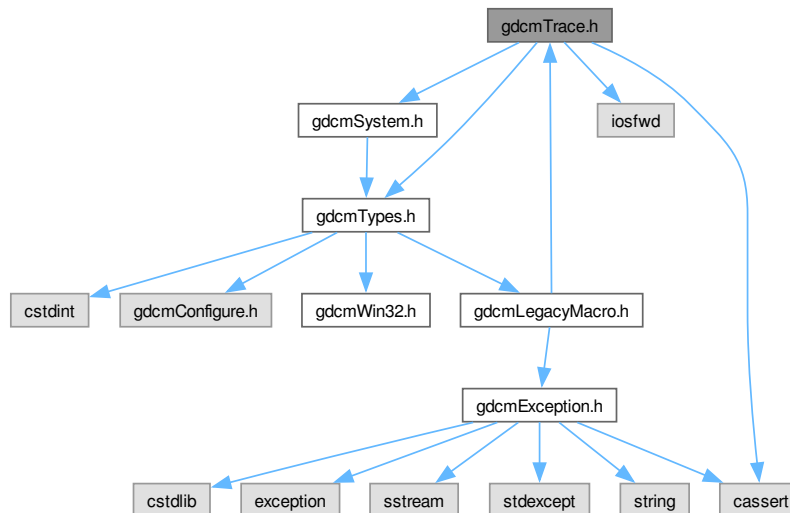 gdcmTrace.h
gdcmSystem.h
iosfwd
gdcmTypes.h
cstdint
gdcmConfigure.h
gdcmWin32.h
gdcmLegacyMacro.h
gdcmException.h
cstdlib
exception
sstream
stdexcept
string
cassert